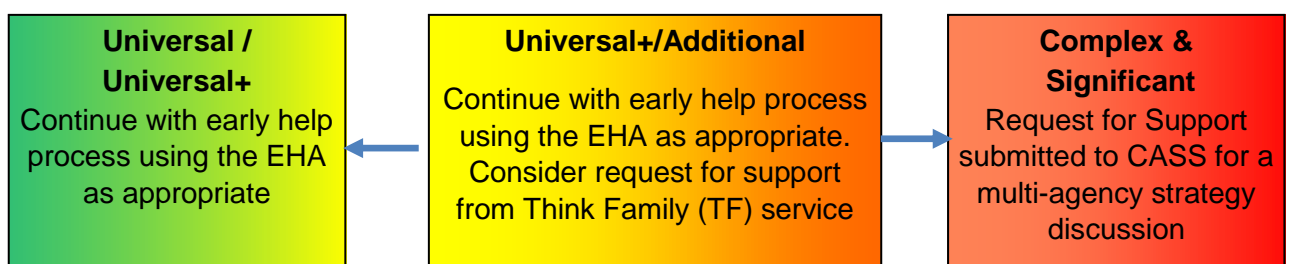 Universal /
Universal+
Continue with early help
process using the EHA
as appropriate
Universal+/Additional
Continue with early help process
using the EHA as appropriate.
Consider request for support
from Think Family (TF) service
Complex &
Significant
Request for Support
submitted to CASS for a
multi-agency strategy
discussion